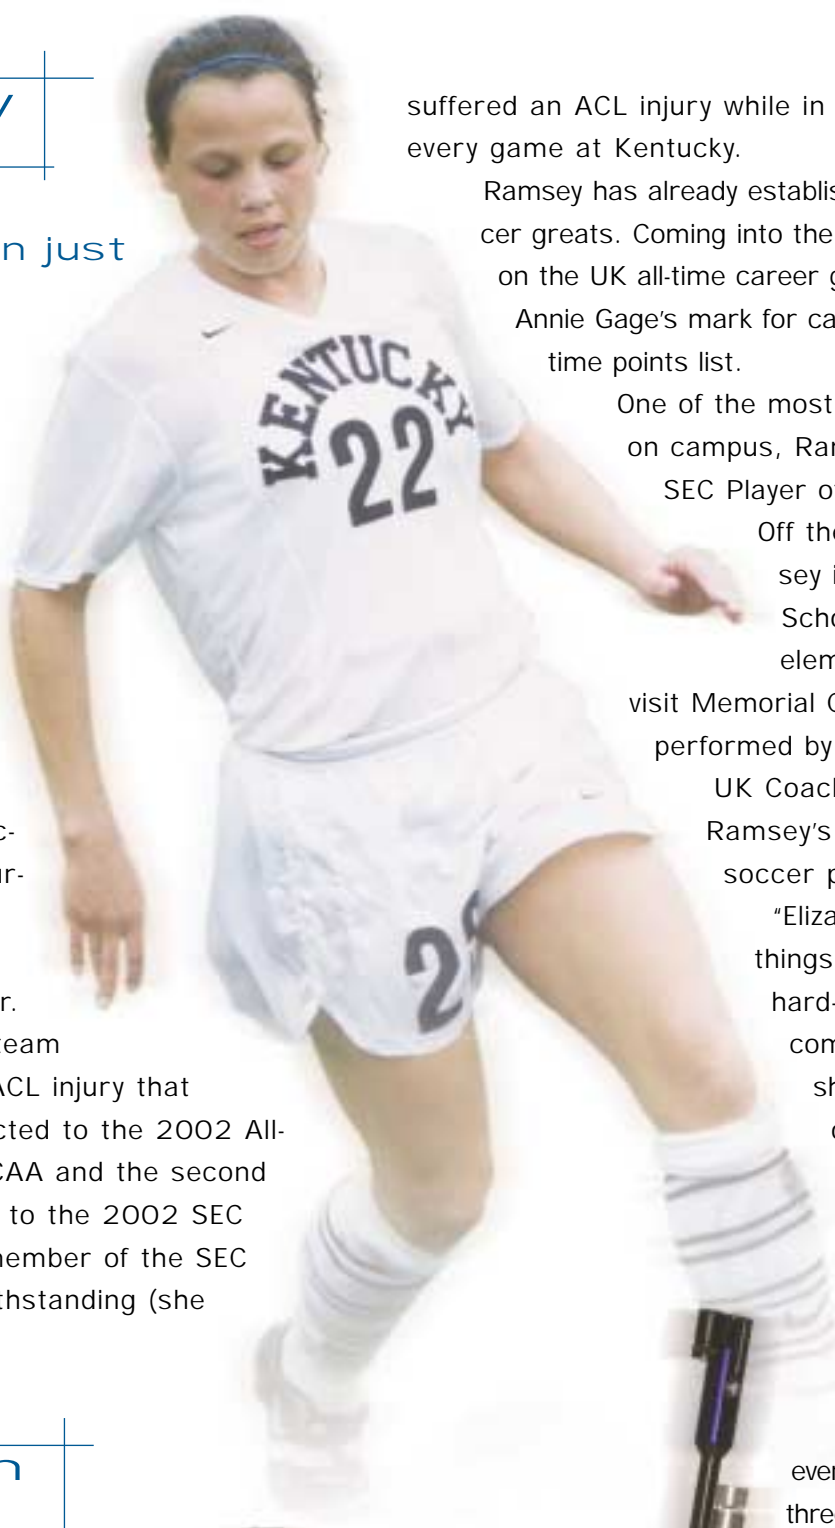 n just
suffered an ACL injury while in
every game at Kentucky.
Ramsey has already establis
cer greats. Coming into the
on the UK all-time career g
Annie Gage's mark for ca
time points list.
One of the most
on campus, Ra
SEC Player o
Off th
sey i
Scho
elem
visit Memorial C
performed by
UK Coac
Ramsey's
soccer p
"Eliza
things
hard-
com
sh
KENTUCKY
22
2
c-
ur-
r.
team
ACL injury that
cted to the 2002 All-
CAA and the second
to the 2002 SEC
member of the SEC
thstanding (she
n
ever
three